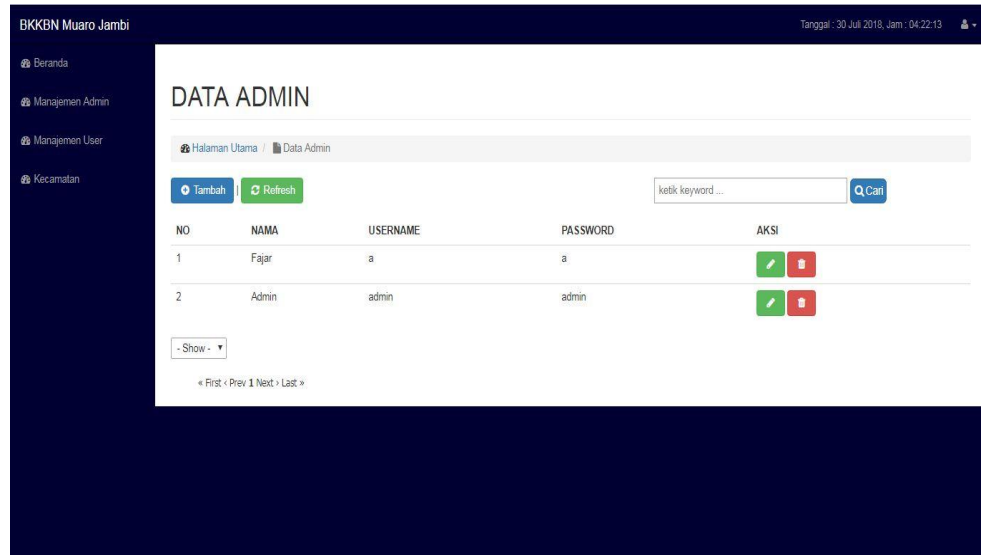 BKKBN Muaro Jambi
Tanggal : 30 Juli 2018, Jam : 04:22:13
Beranda
Manajemen Admin
Manajemen User
Kecamatan
DATA ADMIN
Halaman Utama / Data Admin
Tambah | Refresh
ketik keyword ... Cari
NO NAMA USERNAME PASSWORD AKSI
1 Fajar a a
2 Admin admin admin
- Show -
« First ‹ Prev 1 Next › Last »